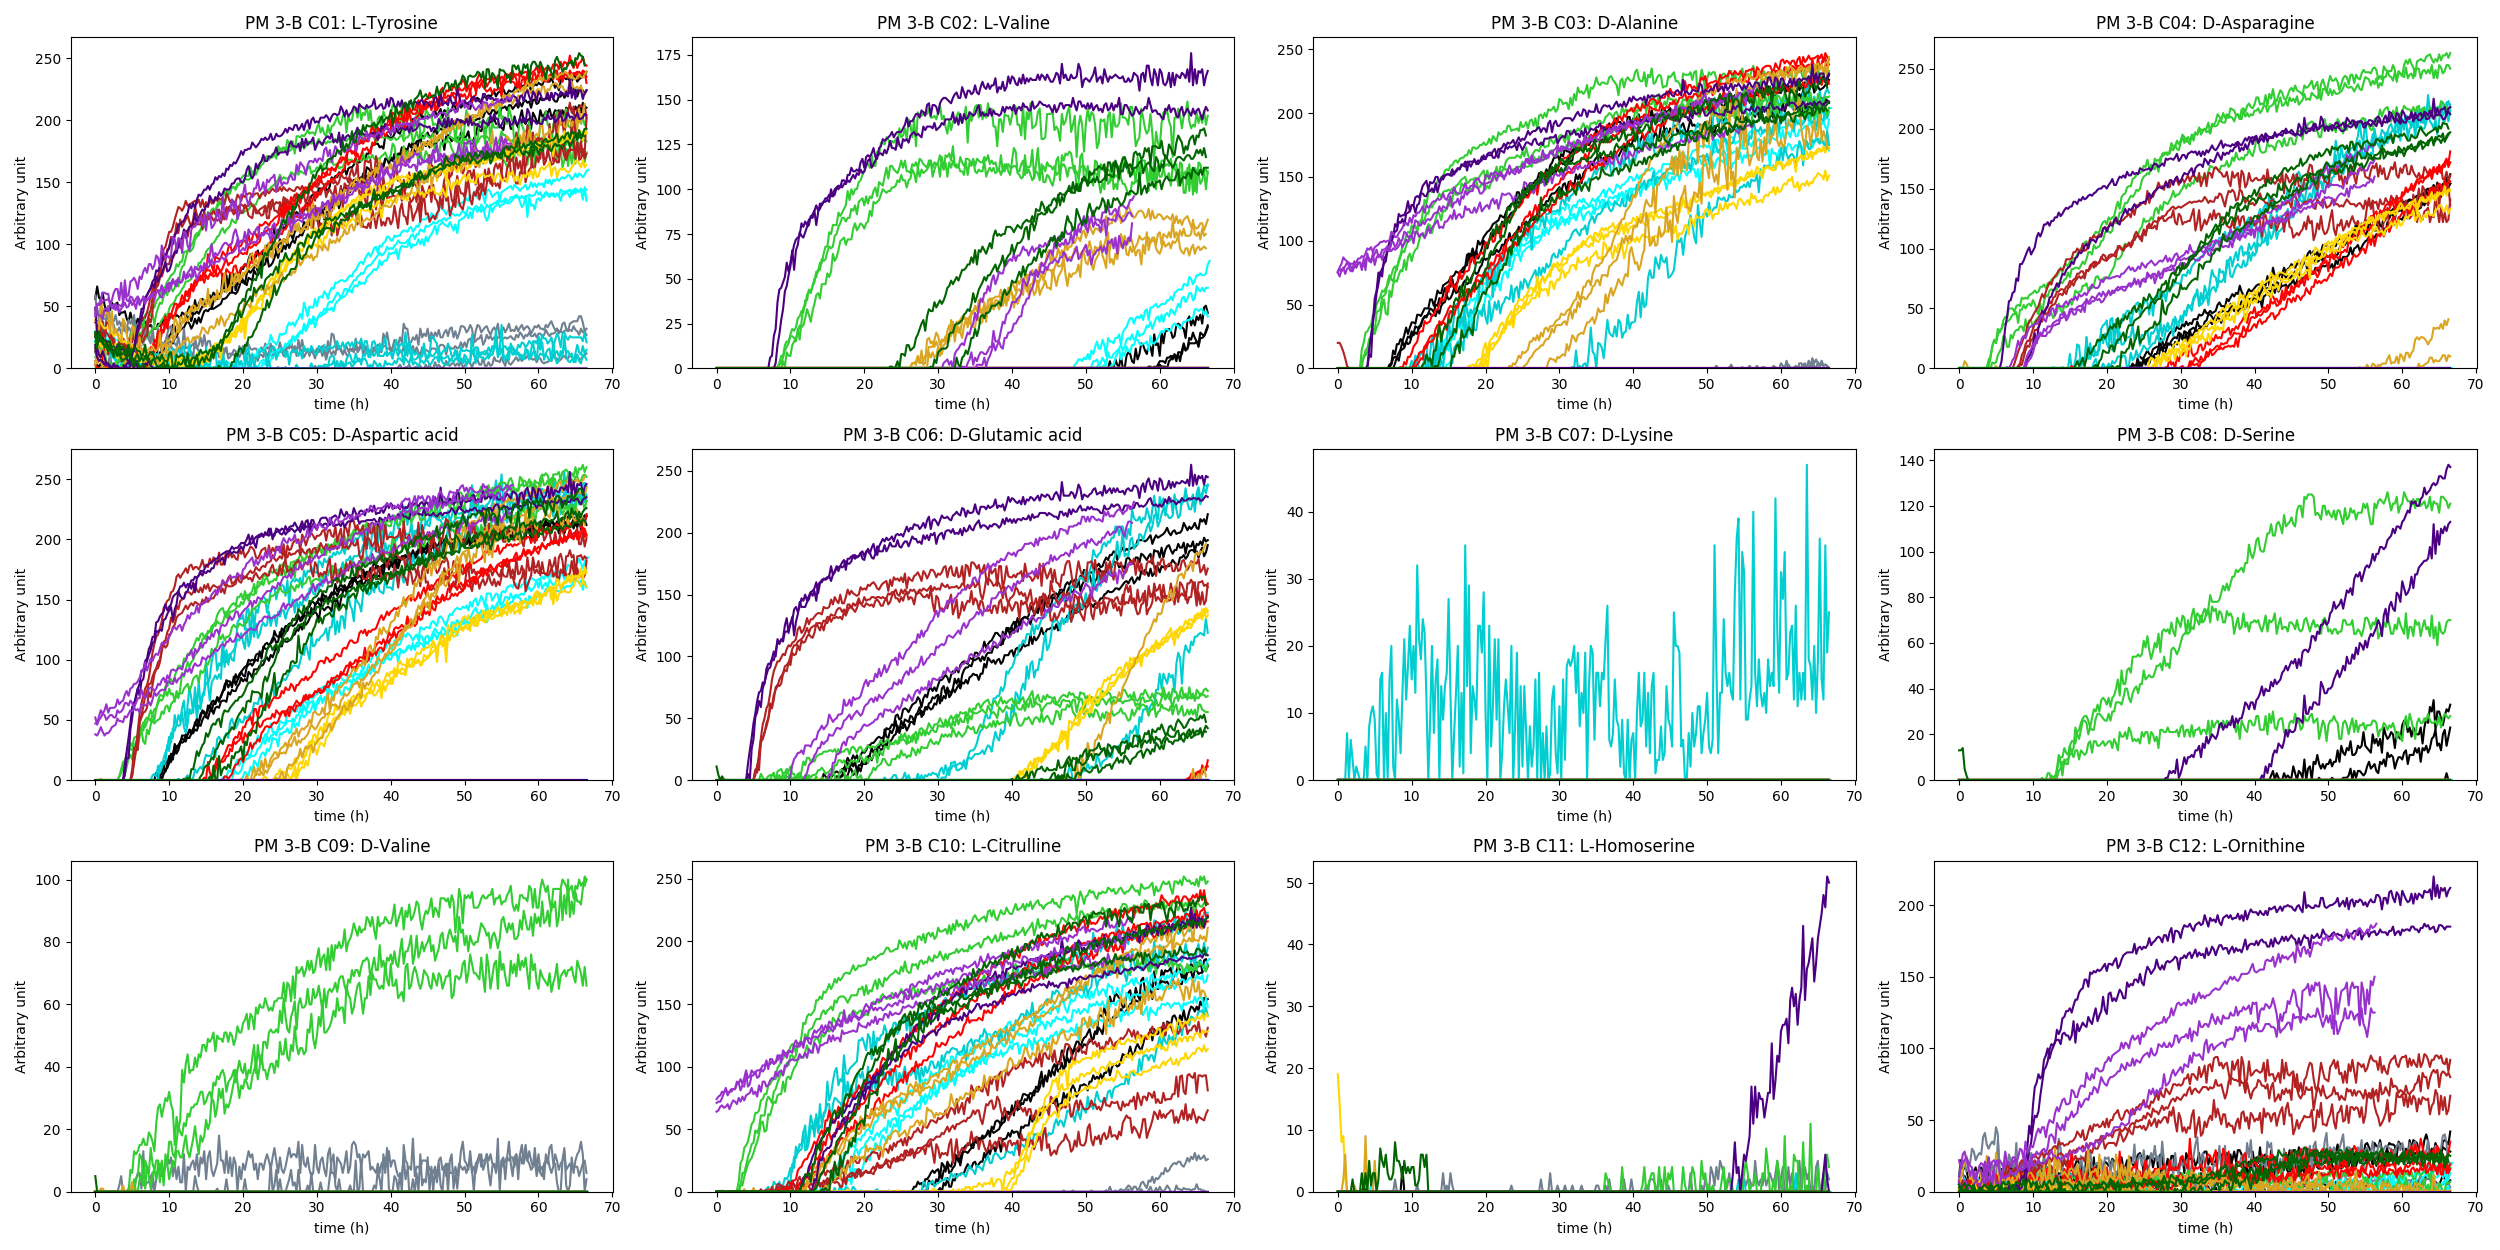 PM 3-B C01: L-Tyrosine
PM 3-B C02: L-Valine
PM 3-B C03: D-Alanine
PM 3-B C04: D-Asparagine
Arbitrary unit
250
200
150
100
50
0
0 10 20 30 40 50 60 70
time (h)
Arbitrary unit
175
150
125
100
75
50
25
0
0 10 20 30 40 50 60 70
time (h)
Arbitrary unit
250
200
150
100
50
0
0 10 20 30 40 50 60 70
time (h)
Arbitrary unit
250
200
150
100
50
0
0 10 20 30 40 50 60 70
time (h)
PM 3-B C05: D-Aspartic acid
PM 3-B C06: D-Glutamic acid
PM 3-B C07: D-Lysine
PM 3-B C08: D-Serine
Arbitrary unit
250
200
150
100
50
0
0 10 20 30 40 50 60 70
time (h)
Arbitrary unit
250
200
150
100
50
0
0 10 20 30 40 50 60 70
time (h)
Arbitrary unit
40
30
20
10
0
0 10 20 30 40 50 60 70
time (h)
Arbitrary unit
140
120
100
80
60
40
20
0
0 10 20 30 40 50 60 70
time (h)
PM 3-B C09: D-Valine
PM 3-B C10: L-Citrulline
PM 3-B C11: L-Homoserine
PM 3-B C12: L-Ornithine
Arbitrary unit
100
80
60
40
20
0
0 10 20 30 40 50 60 70
time (h)
Arbitrary unit
250
200
150
100
50
0
0 10 20 30 40 50 60 70
time (h)
Arbitrary unit
50
40
30
20
10
0
0 10 20 30 40 50 60 70
time (h)
Arbitrary unit
200
150
100
50
0
0 10 20 30 40 50 60 70
time (h)